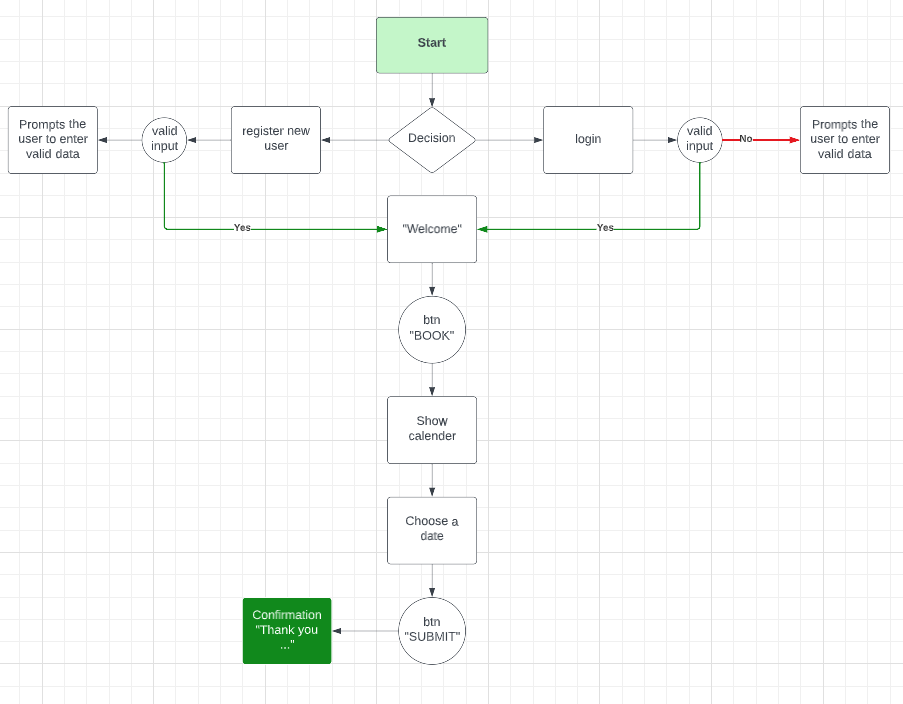 Start
Prompts the
user to enter
valid data
valid
input
register new
user
Decision
login
valid
input
No
Prompts the
user to enter
valid data
Yes
"Welcome"
Yes
btn
"BOOK"
Show
calender
Choose a
date
Confirmation
"Thank you
..."
btn
"SUBMIT"